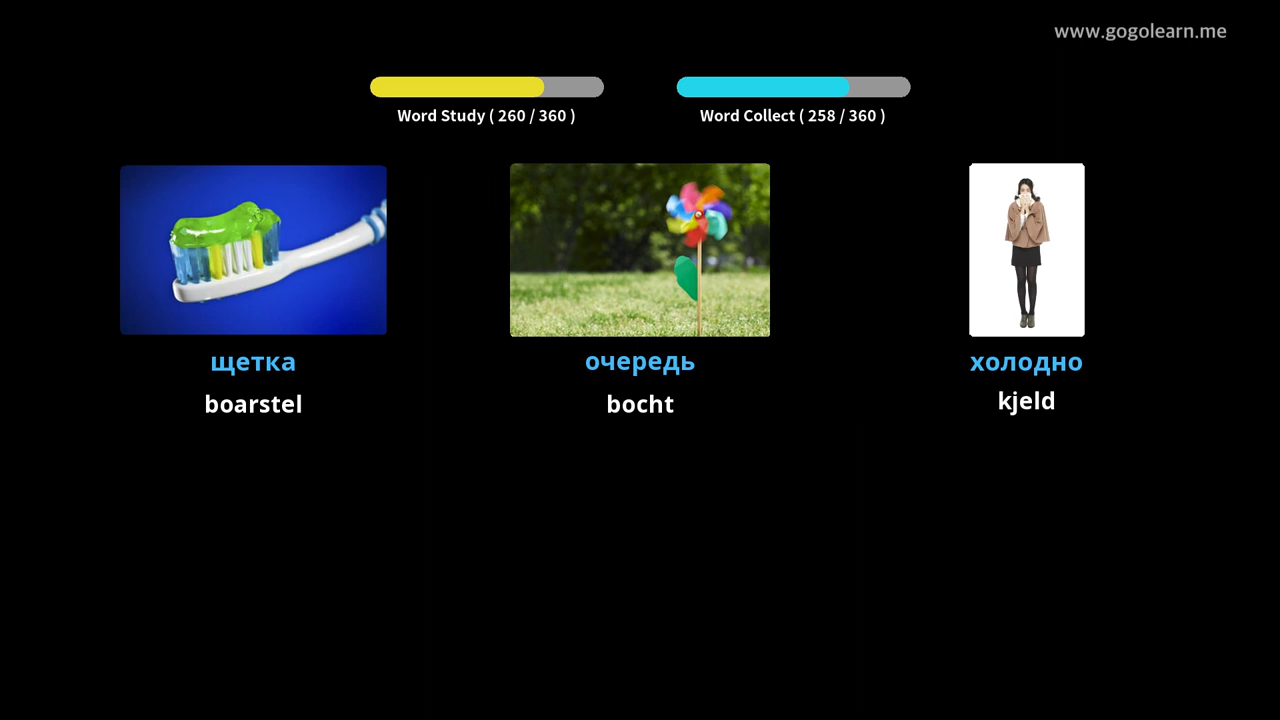 www.gogolearn.me
Word Study ( 260 / 360 )
Word Collect ( 258 / 360 )
щетка
очередь
холодно
boarstel
bocht
kjeld